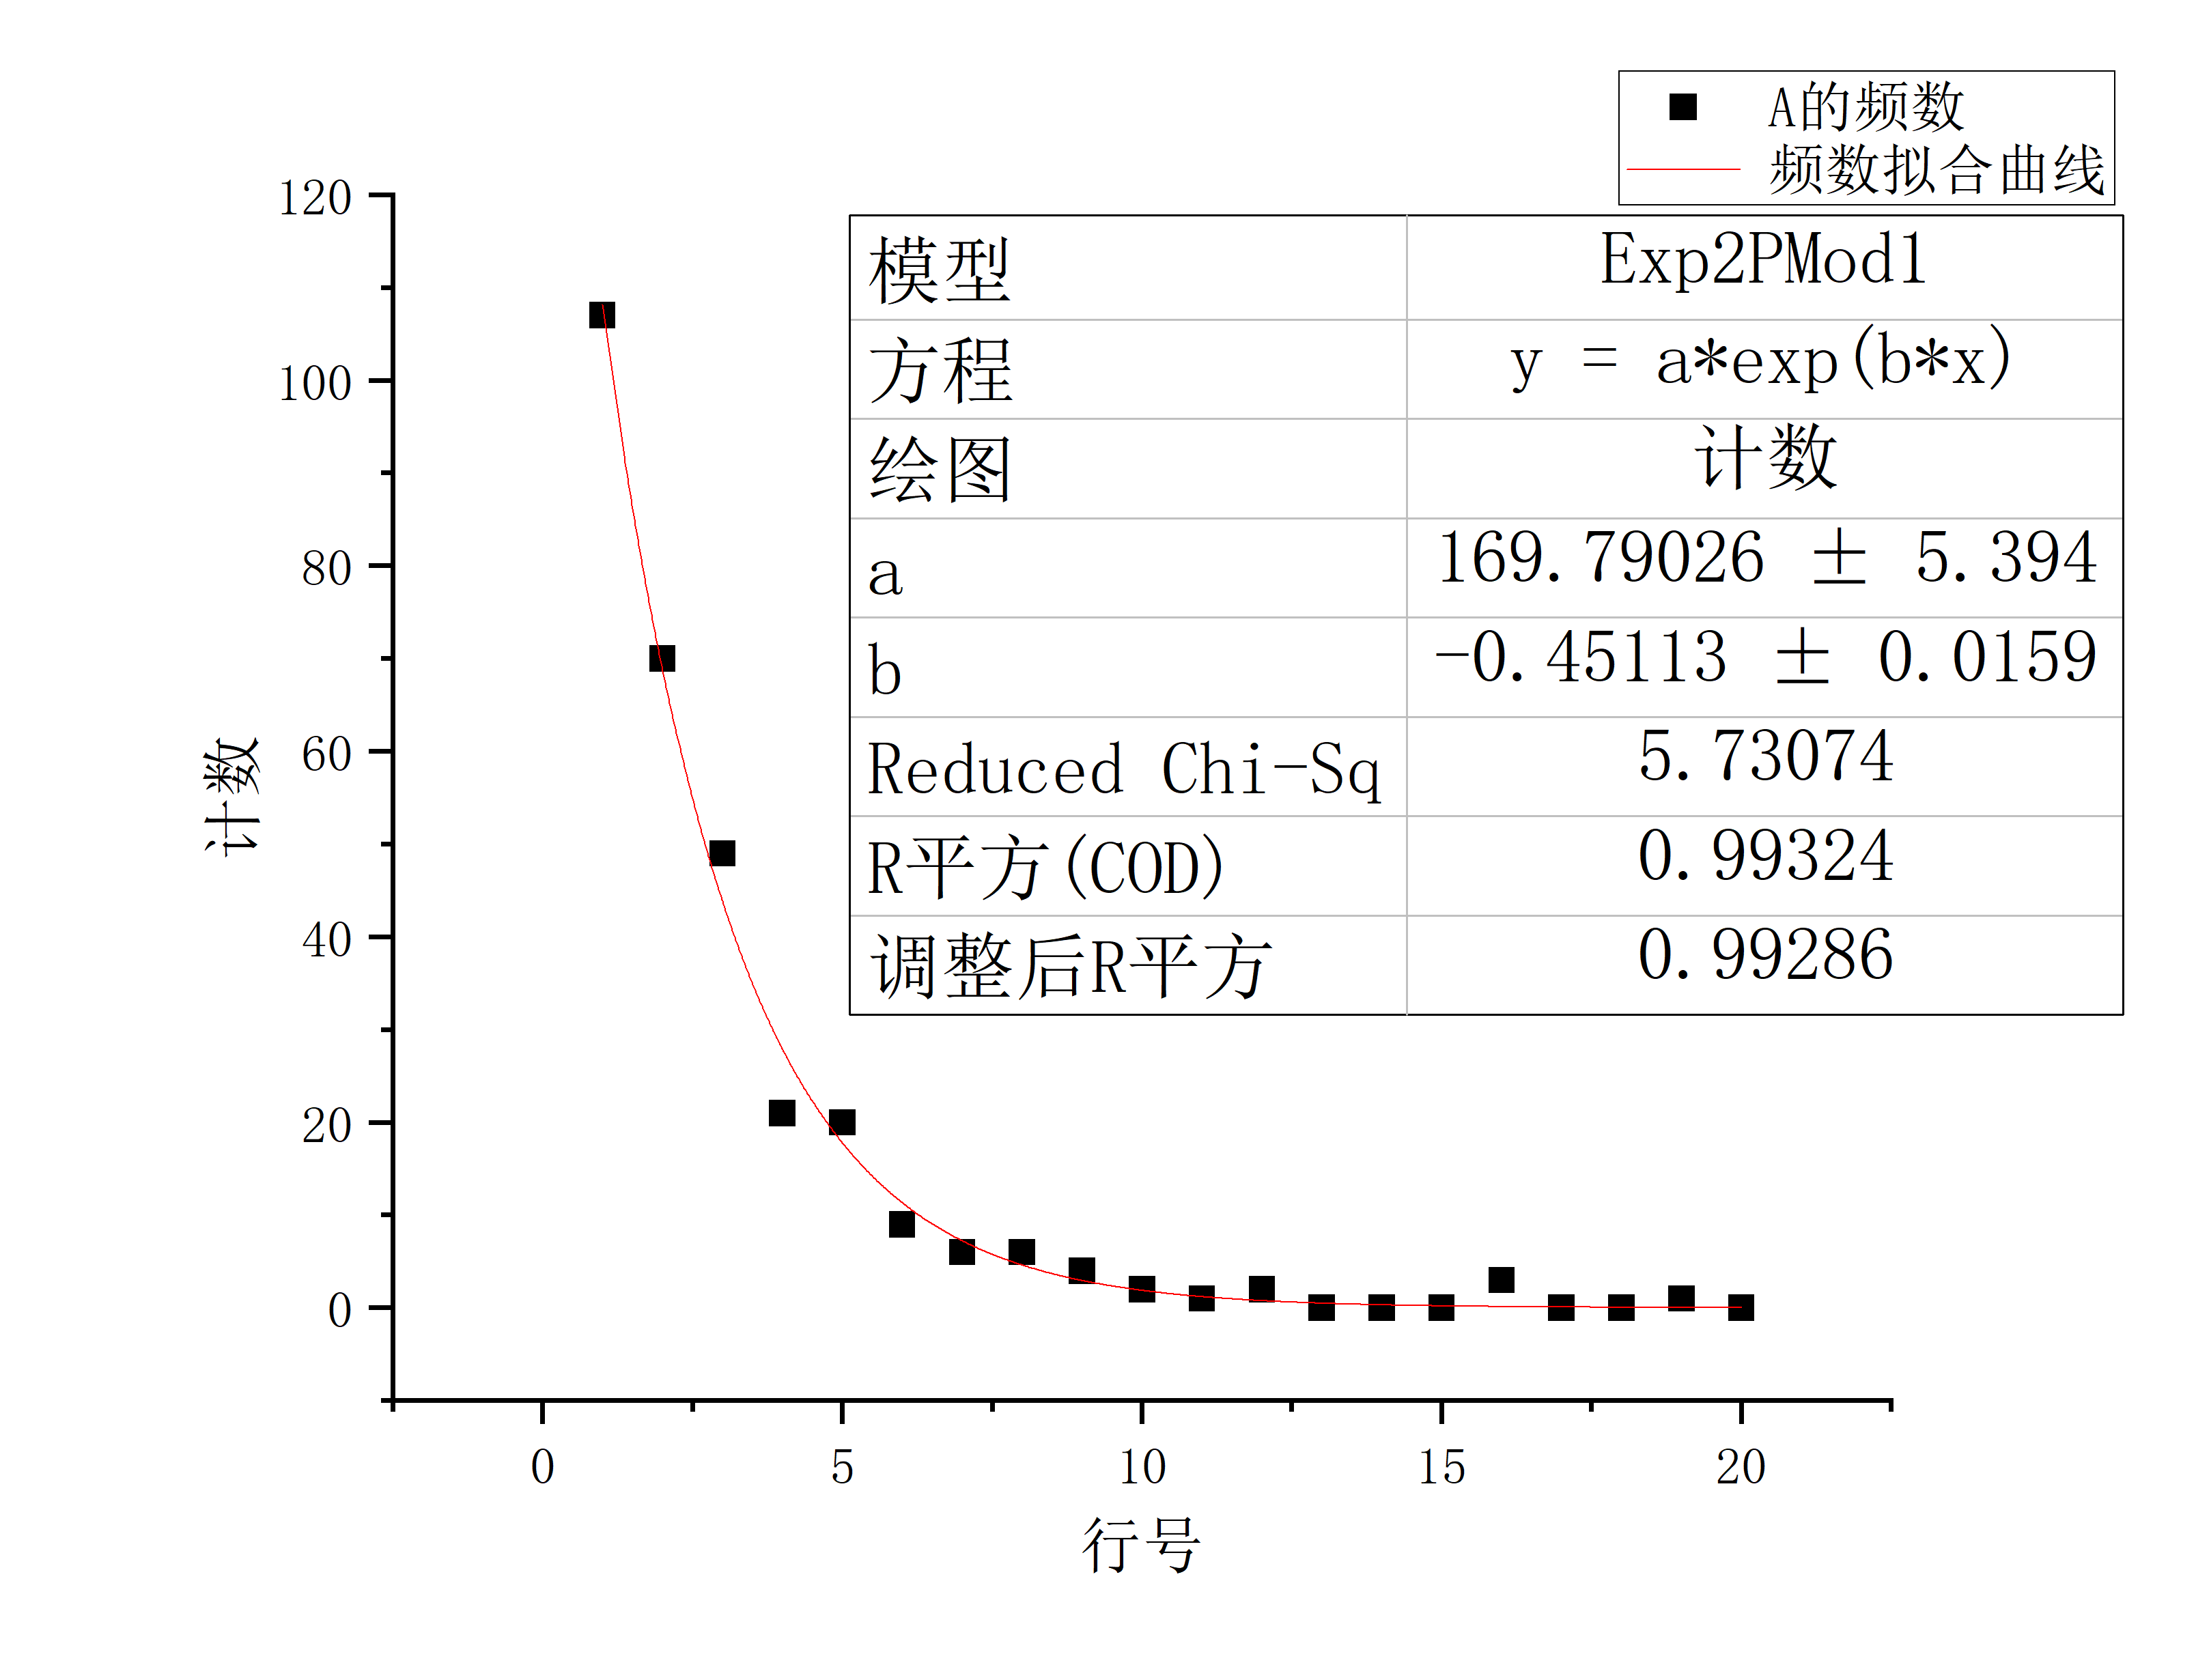 A的频数
频数拟合曲线
模型 Exp2PMod1
方程 y = a*exp(b*x)
绘图 计数
a 169.79026 ± 5.394
b -0.45113 ± 0.0159
Reduced Chi-Sq 5.73074
R平方(COD) 0.99324
调整后R平方 0.99286
120
100
80
60
40
20
0
计数
0 5 10 15 20
行号